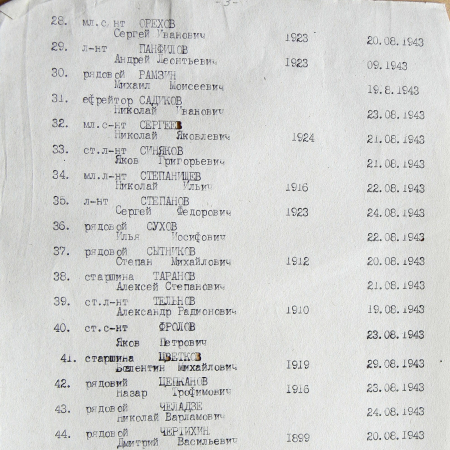 -3-
28. мл.с-нт ОРЕХОВ
Сергей Иванович 1923 20.08.1943
29. л-нт ПАНФИЛОВ
Андрей Леонтьевич 1923 09.1943
30. рядовой РАМЗИН
Михаил Моисеевич 19.8.1943
31. ефрейтор САДИКОВ
Николай Иванович 23.08.1943
32. мл.с-нт СЕРГЕЕВ
Николай Яковлевич 1924 21.08.1943
33. ст.л-нт СИНЯКОВ
Яков Григорьевич 21.08.1943
34. мл.л-нт СТЕПАНИЩЕВ
Николай Ильич 1916 22.08.1943
35. л-нт СТЕПАНОВ
Сергей Федорович 1923 24.08.1943
36. рядовой СУХОВ
Илья Иосифович 22.08.1943
37. рядовой СЫТНИКОВ
Степан Михайлович 1912 20.08.1943
38. старшина ТАРАНОВ
Алексей Степанович 21.08.1943
39. ст.л-нт ТЕЛЬНОВ
Александр Радионович 1910 19.08.1943
40. ст.с-нт ФРОЛОВ
Яков Петрович 23.08.1943
41. старшина ЦВЕТКОВ
Валентин Михайлович 1919 29.08.1943
42. рядовий ЦЕПКАНОВ
Назар Трофимович 1916 23.08.1943
43. рядовой ЧЕЛАДЗЕ
Николай Варламович 24.08.1943
44. рядовой ЧЕРТИХИН
Дмитрий Васильевич 1899 20.08.1943